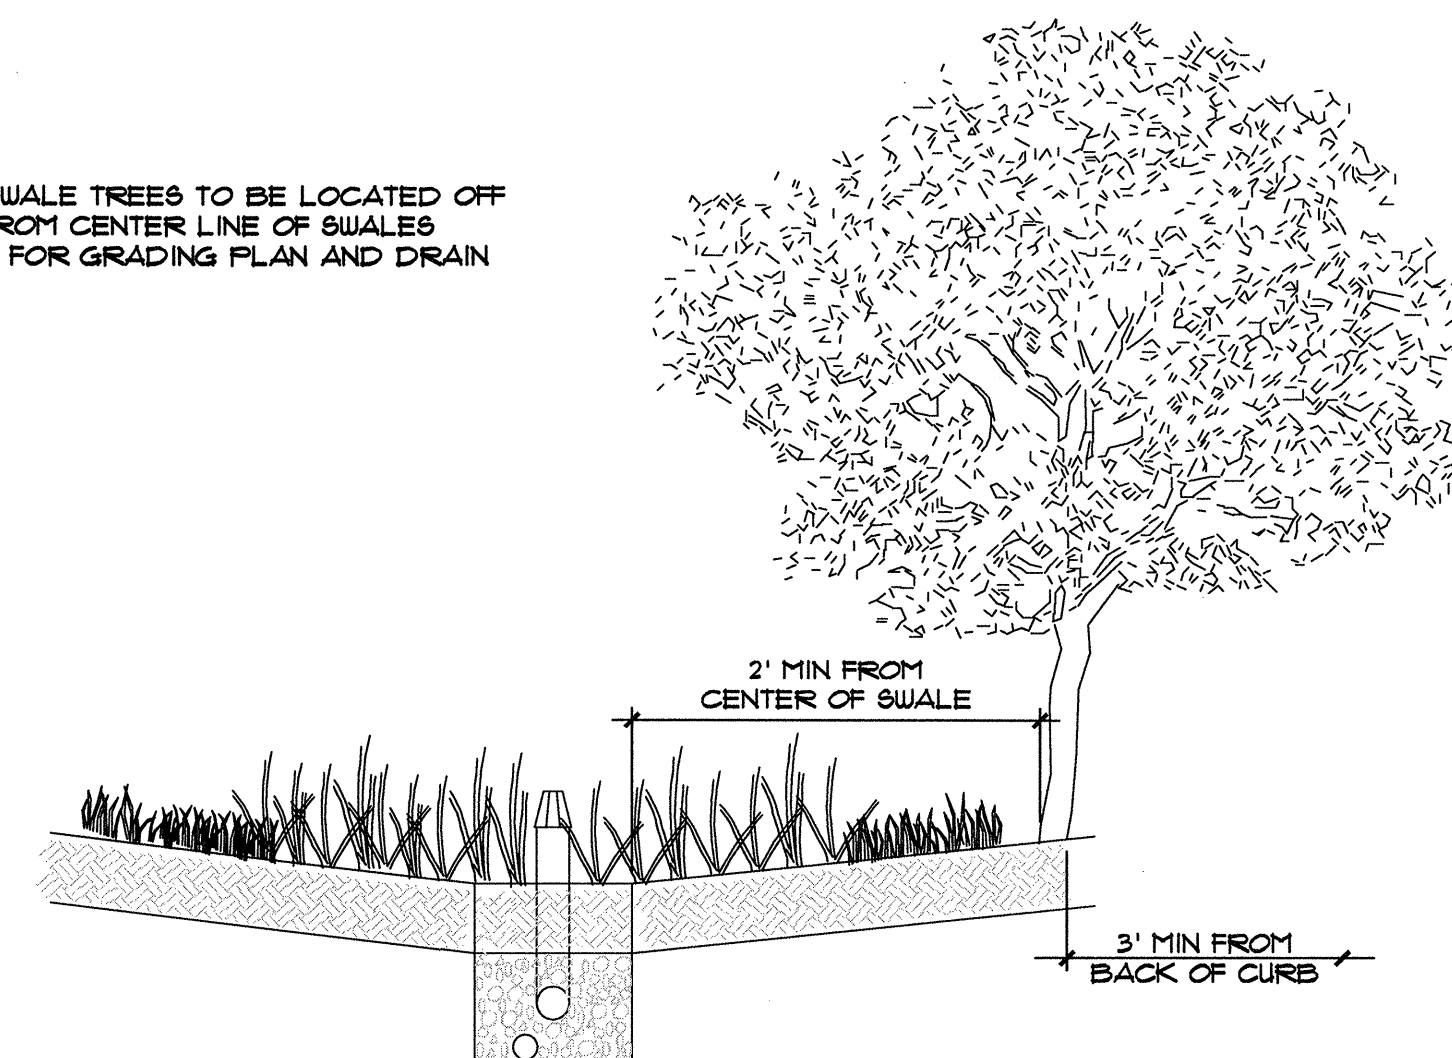 WALE TREES TO BE LOCATED OFF
ROM CENTER LINE OF SWALES
FOR GRADING PLAN AND DRAIN
2' MIN FROM
CENTER OF SWALE
3' MIN FROM
BACK OF CURB